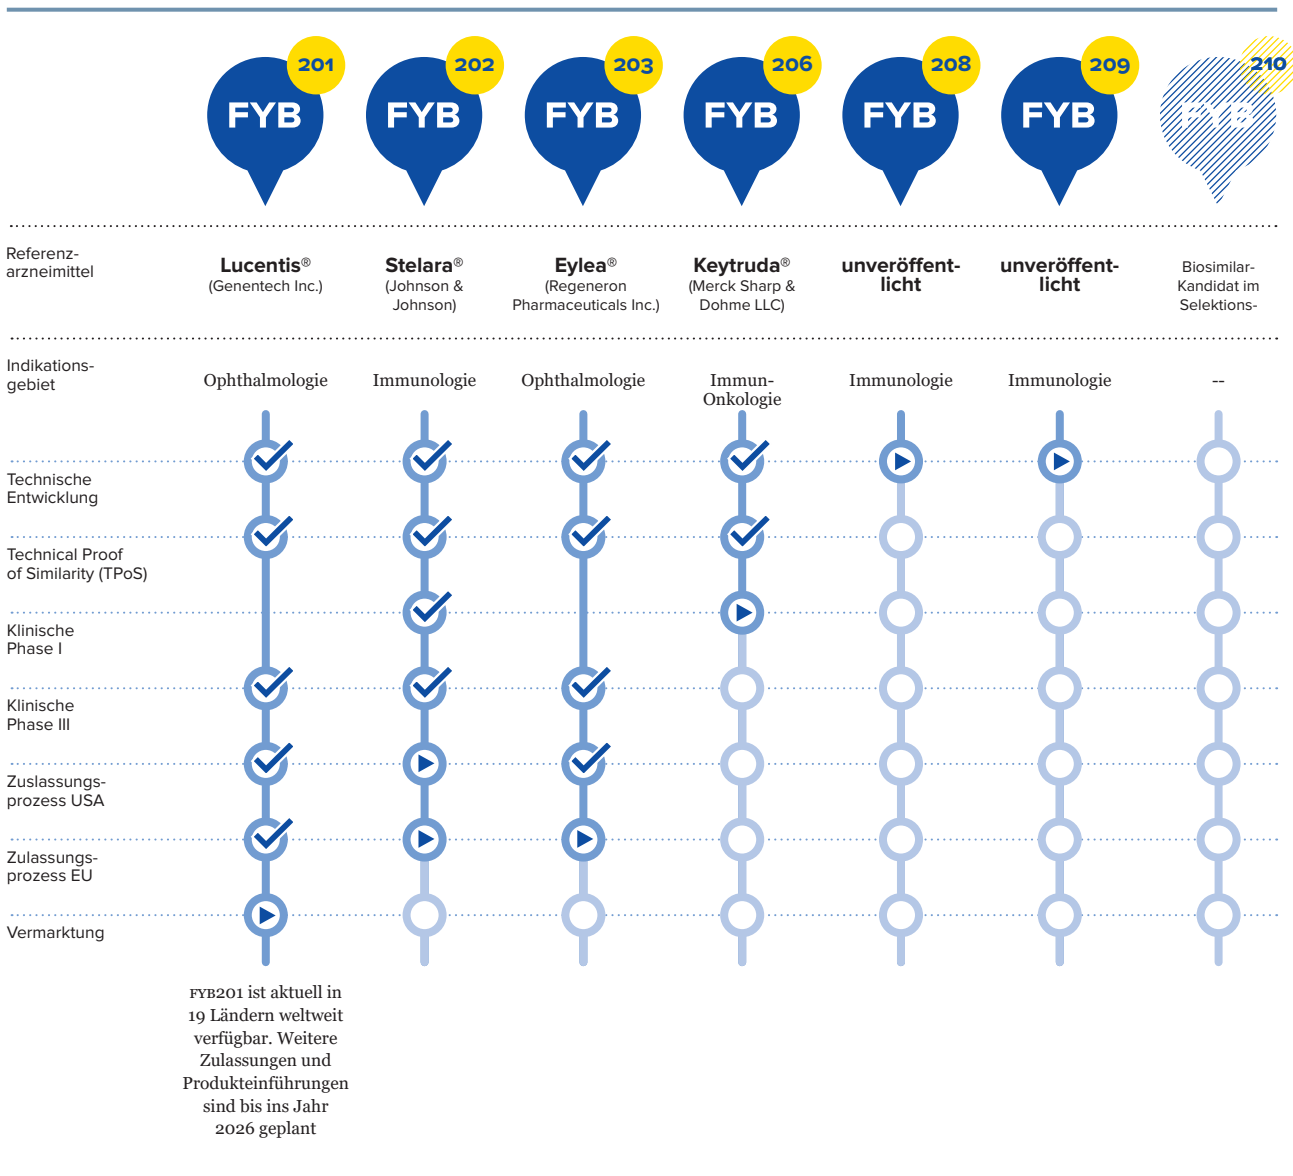 201
202
203
206
208
209
210
FYB
FYB
FYB
FYB
FYB
FYB
FYB
Referenz-
arzneimittel
Lucentis®
(Genentech Inc.)
Stelara®
(Johnson &
Johnson)
Eylea®
(Regeneron
Pharmaceuticals Inc.)
Keytruda®
(Merck Sharp &
Dohme LLC)
unveröffent-
licht
unveröffent-
licht
Biosimilar-
Kandidat im
Selektions-
Indikations-
gebiet
Ophthalmologie
Immunologie
Ophthalmologie
Immun-
Onkologie
Immunologie
Immunologie
--
Technische
Entwicklung
Technical Proof
of Similarity (TPoS)
Klinische
Phase I
Klinische
Phase III
Zuslassungs-
prozess USA
Zulassungs-
prozess EU
Vermarktung
FYB201 ist aktuell in
19 Ländern weltweit
verfügbar. Weitere
Zulassungen und
Produkteinführungen
sind bis ins Jahr
2026 geplant